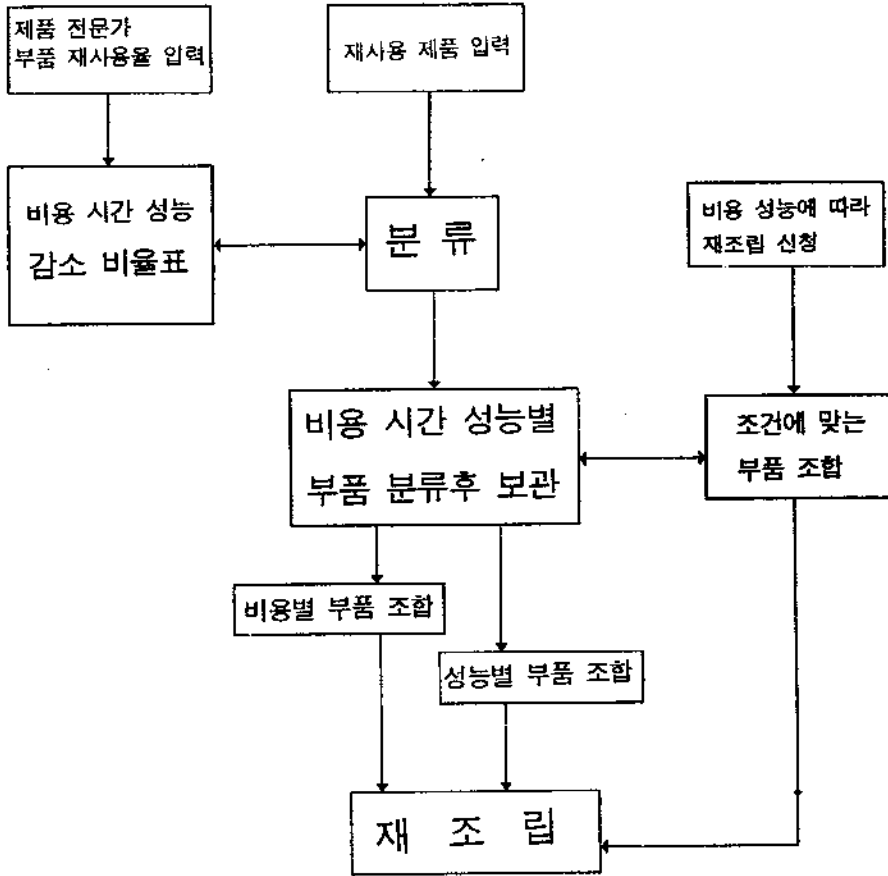 제품 전문가
부품 재사용율 입력
재사용 제품 입력
비용 시간 성능
감소 비율표
분 류
비용 성능에 따라
재조립 신청
비용 시간 성능별
부품 분류후 보관
조건에 맞는
부품 조합
비용별 부품 조합
성능별 부품 조합
재 조 립